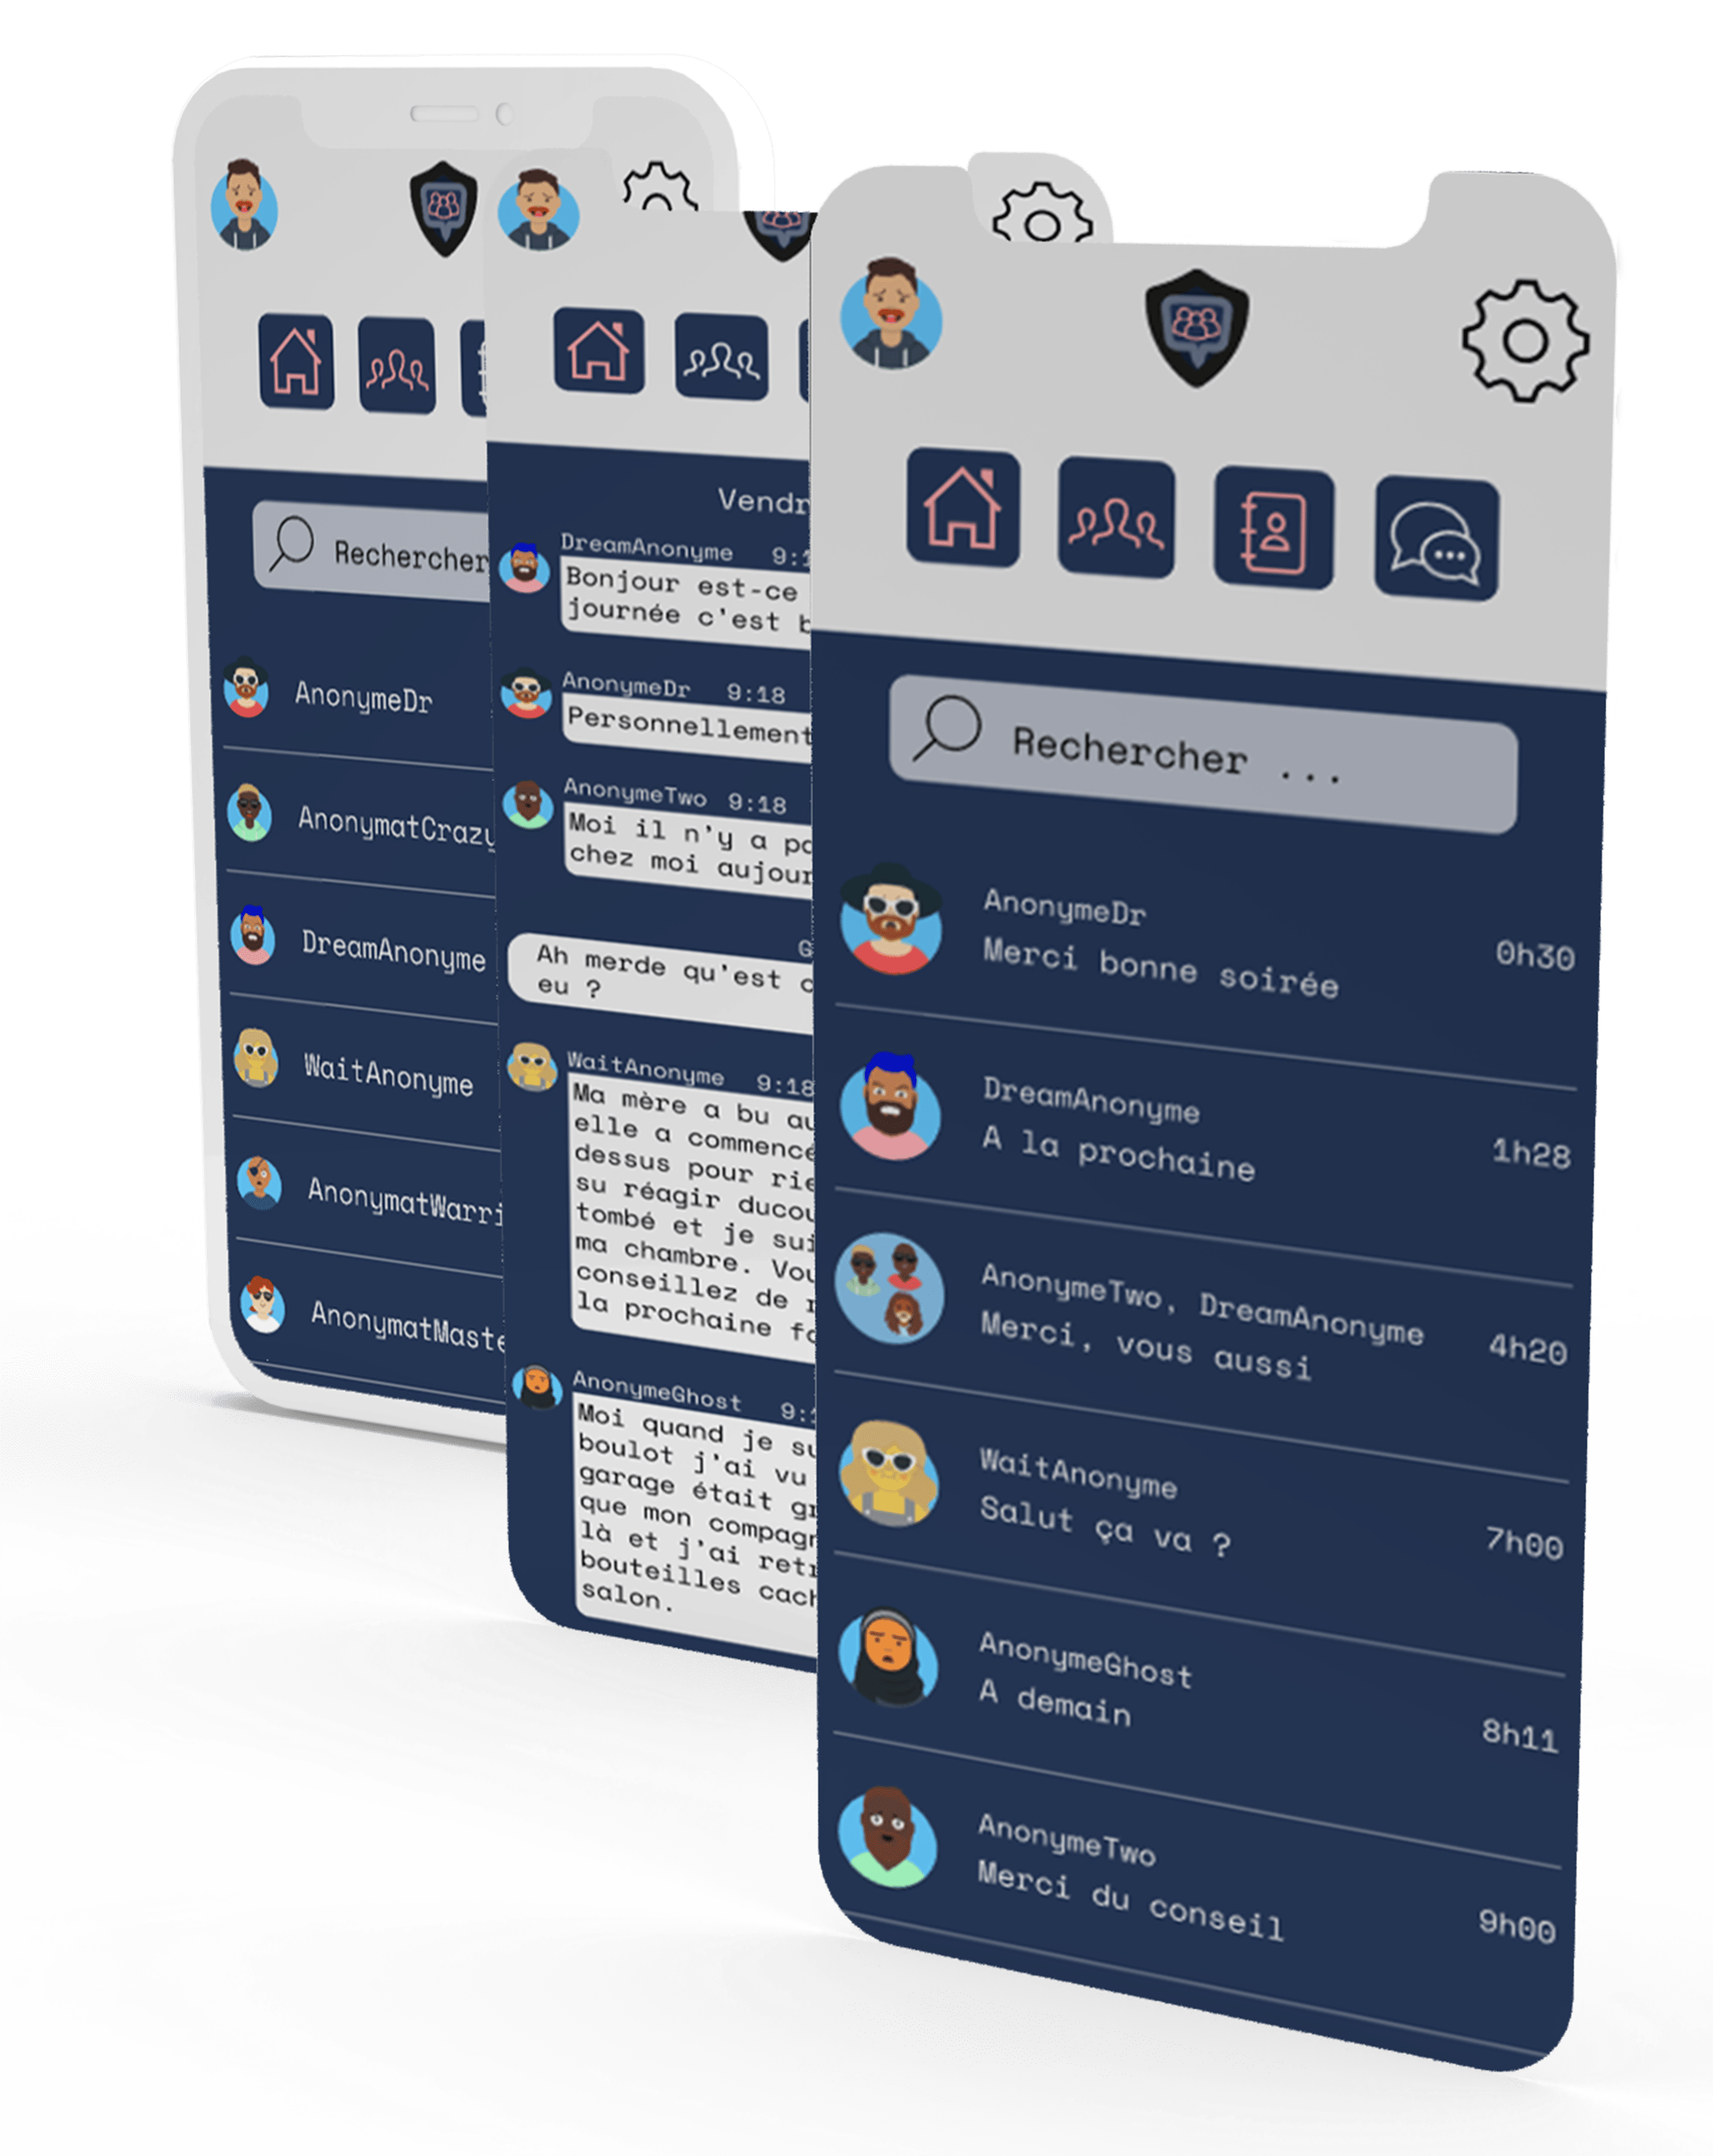 Rechercher
AnonymeDr
AnonymatCrazy
DreamAnonyme
WaitAnonyme
AnonymatWarri
AnonymatMaste
Vendr
DreamAnonyme 9:1
Bonjour est-ce
journée c'est b
AnonymeDr 9:18
Personnellement
AnonymeTwo 9:18
Moi il n'y a pa
chez moi aujour
G
Ah merde qu'est c
eu ?
WaitAnonyme 9:18
Ma mère a bu au
elle a commencé
dessus pour rie
su réagir ducou
tombé et je sui
ma chambre. Vou
conseillez de r
la prochaine fo
AnonymeGhost 9:1
Moi quand je su
boulot j'ai vu
garage était gr
que mon compagn
là et j'ai retr
bouteilles cach
salon.
Rechercher ...
AnonymeDr
Merci bonne soirée
0h30
DreamAnonyme
A la prochaine
1h28
AnonymeTwo, DreamAnonyme
Merci, vous aussi
4h20
WaitAnonyme
Salut ça va ?
7h00
AnonymeGhost
A demain
8h11
AnonymeTwo
Merci du conseil
9h00